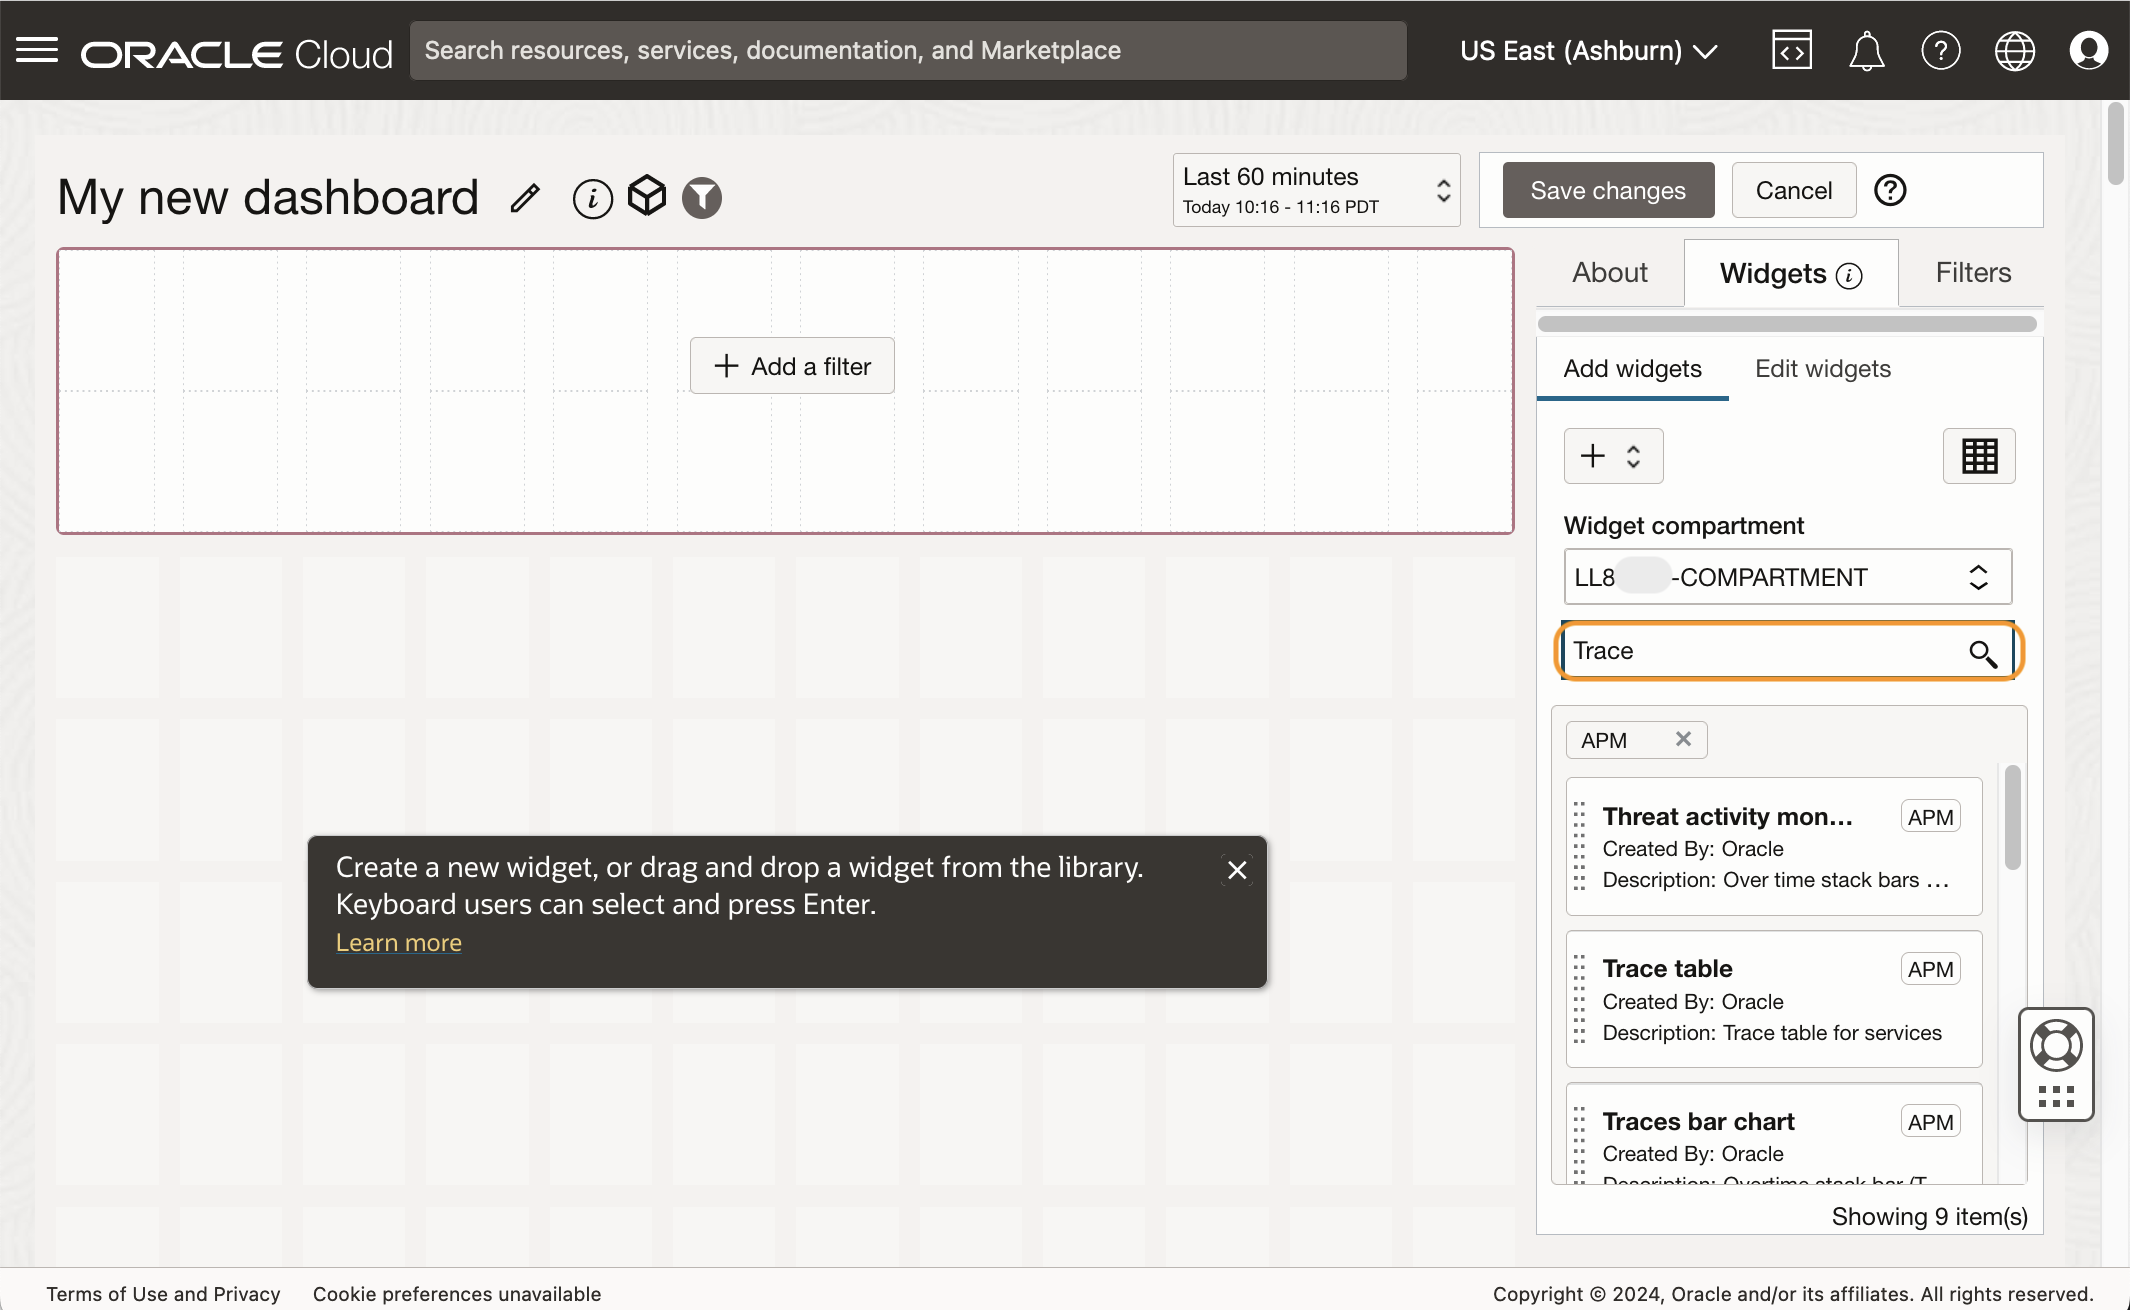 ORACLE Cloud
Search resources, services, documentation, and Marketplace
US East (Ashburn)
My new dashboard
Last 60 minutes
Today 10:16 - 11:16 PDT
Save changes
Cancel
About
Widgets
Filters
Add a filter
Add widgets
Edit widgets
Widget compartment
LL8 -COMPARTMENT
Trace
APM
Threat activity mon...
APM
Created By: Oracle
Description: Over time stack bars ...
Trace table
APM
Created By: Oracle
Description: Trace table for services
Traces bar chart
APM
Created By: Oracle
Description: Overtime stack bar (T
Showing 9 item(s)
Create a new widget, or drag and drop a widget from the library.
Keyboard users can select and press Enter.
Learn more
Terms of Use and Privacy
Cookie preferences unavailable
Copyright © 2024, Oracle and/or its affiliates. All rights reserved.